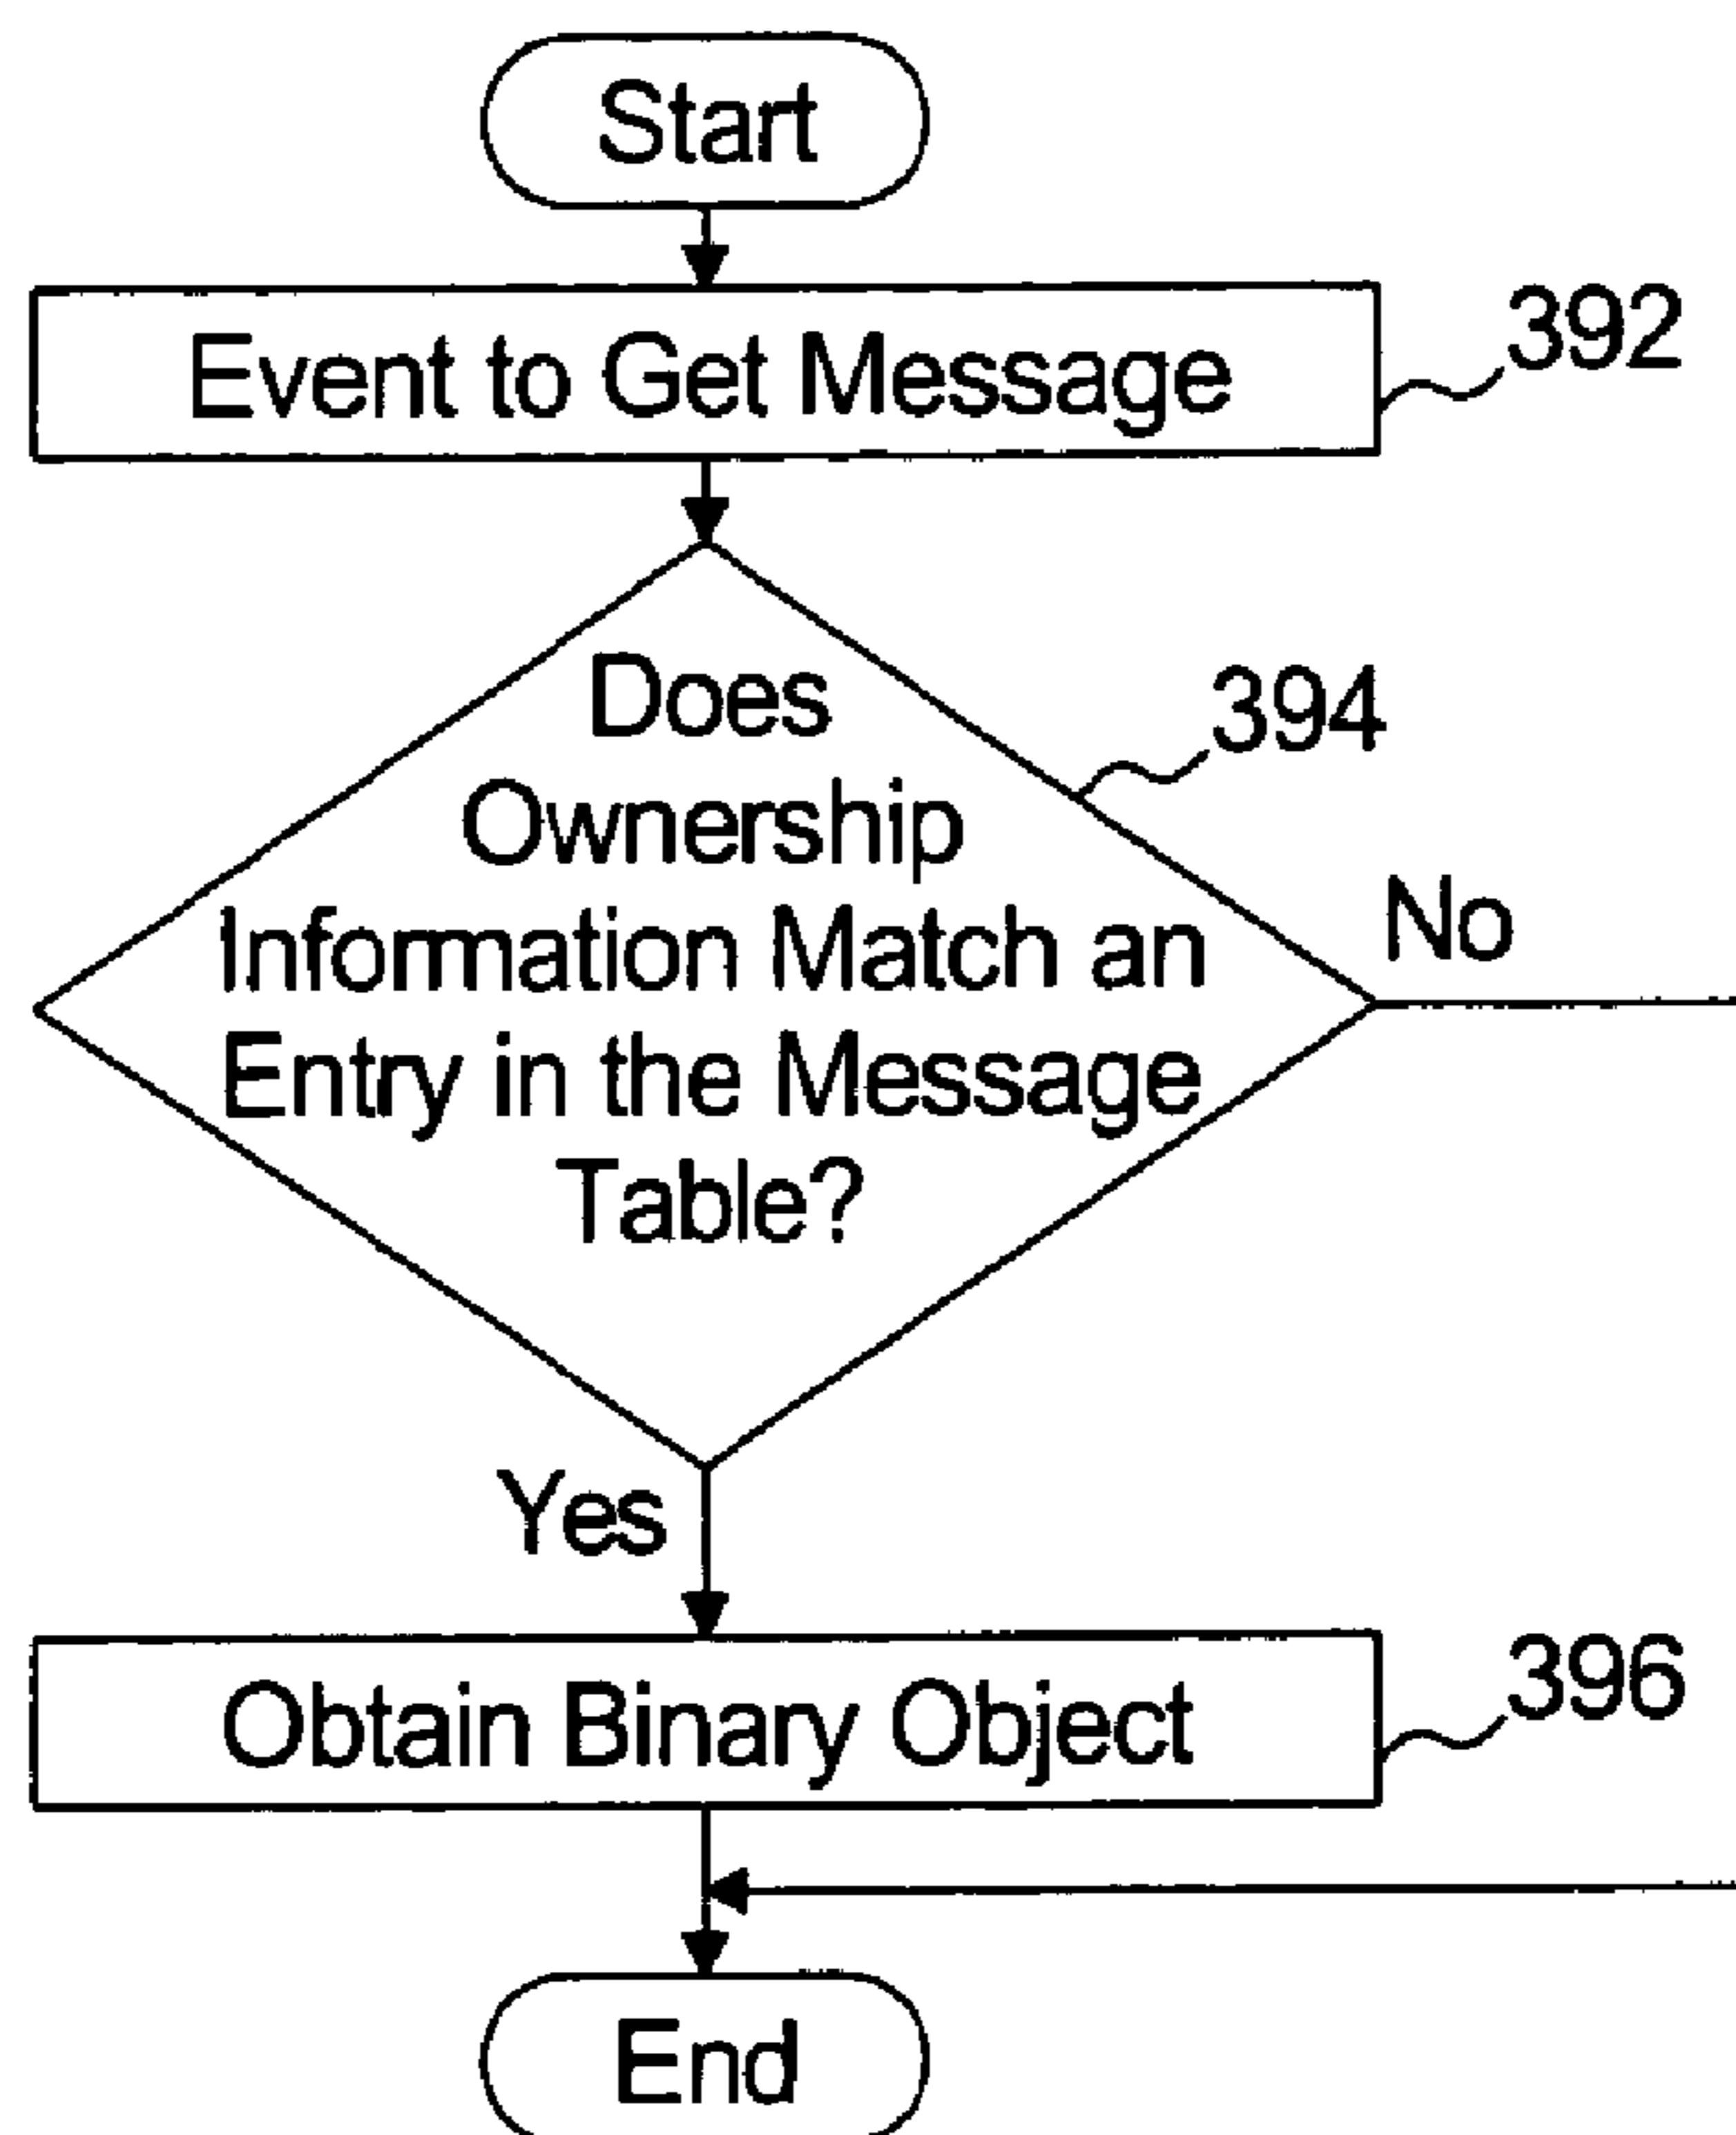 Start
Event to Get Message
392
Does
Ownership
394
Information Match an
Entry in the Message
Table?
No
Yes
Obtain Binary Object
396
End